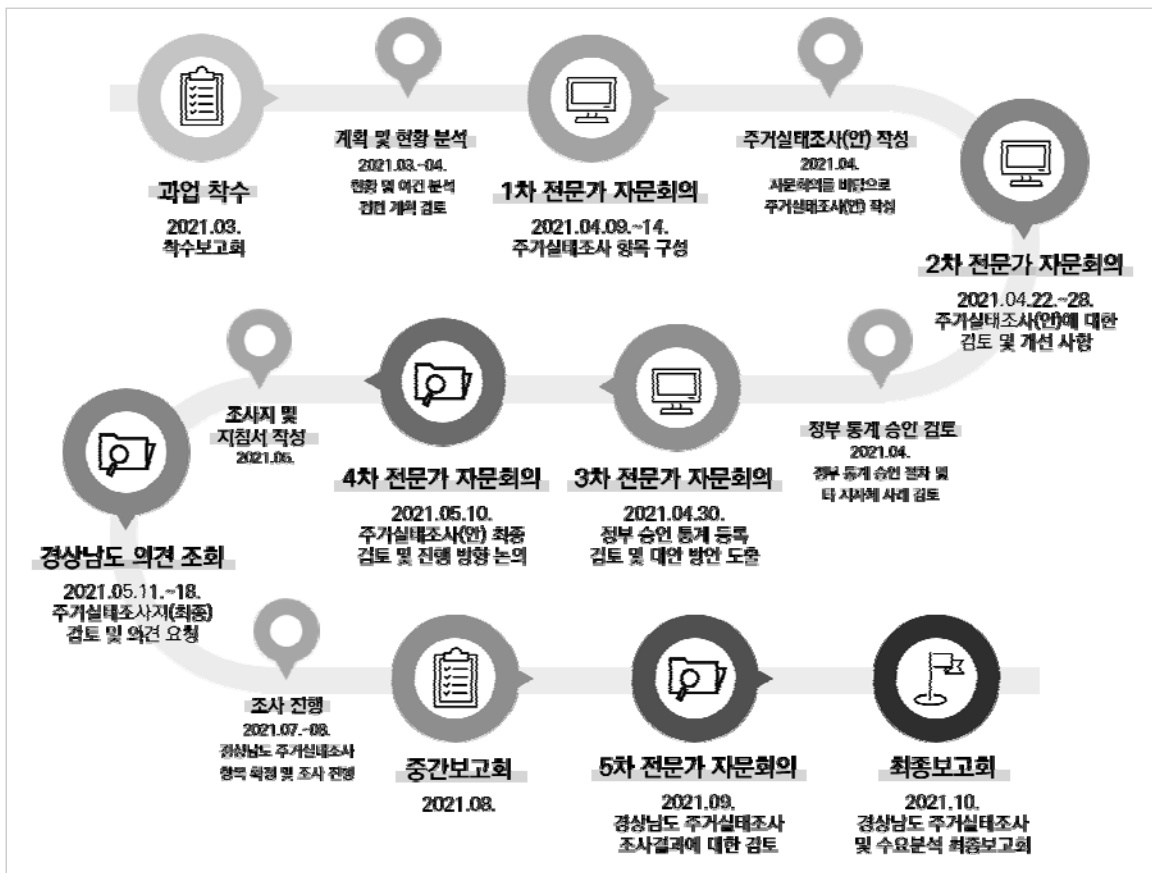 과업 착수
2021.03.
착수보고회
계획 및 현황 분석
2021.03.~04.
현황 및 여건 분석
관련 계획 검토
1차 전문가 자문회의
2021.04.09.~14.
주거실태조사 항목 구성
주거실태조사(안) 작성
2021.04.
자문회의를 바탕으로
주거실태조사(안) 작성
2차 전문가 자문회의
2021.04.22.~28.
주거실태조사(안)에 대한
검토 및 개선 사항
정부 통계 승인 검토
2021.04.
정부 통계 승인 절차 및
타 지자체 사례 검토
3차 전문가 자문회의
2021.04.30.
정부 승인 통계 등록
검토 및 대안 방안 도출
4차 전문가 자문회의
2021.05.10.
주거실태조사(안) 최종
검토 및 진행 방향 논의
조사지 및
지침서 작성
2021.05.
경상남도 의견 조회
2021.05.11.~18.
주거실태조사지(최종)
검토 및 의견 요청
조사 진행
2021.07.~08.
경상남도 주거실태조사
항목 확정 및 조사 진행
중간보고회
2021.08.
5차 전문가 자문회의
2021.09.
경상남도 주거실태조사
조사결과에 대한 검토
최종보고회
2021.10.
경상남도 주거실태조사
및 수요분석 최종보고회